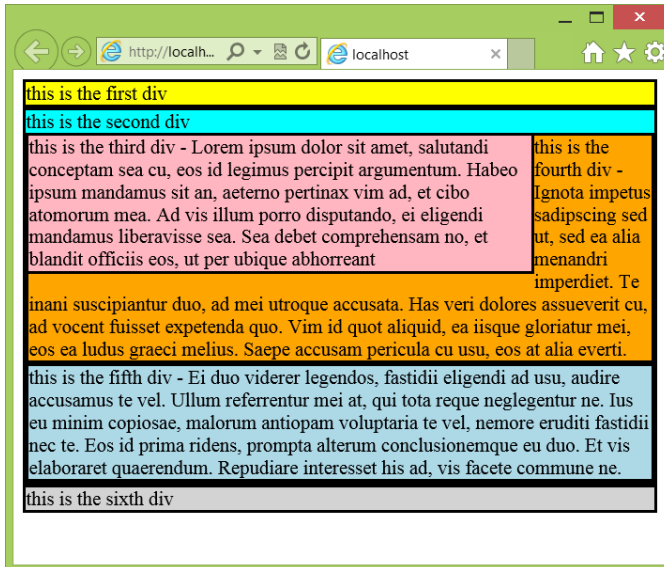 http://localh...
localhost
this is the first div
this is the second div
this is the third div - Lorem ipsum dolor sit amet, salutandi
conceptam sea cu, eos id legimus percipit argumentum. Habeo
ipsum mandamus sit an, aeterno pertinax vim ad, et cibo
atomorum mea. Ad vis illum porro disputando, ei eligendi
mandamus liberavisse sea. Sea debet comprehensam no, et
blandit officiis eos, ut per ubique abhorreant
this is the
fourth div -
Ignota impetus
sadipscing sed
ut, sed ea alia
menandri
imperdiet. Te
inani suscipiantur duo, ad mei utroque accusata. Has veri dolores assueverit cu,
ad vocent fuisset expetenda quo. Vim id quot aliquid, ea iisque gloriatur mei,
eos ea ludus graeci melius. Saepe accusam pericula cu usu, eos at alia everti.
this is the fifth div - Ei duo viderer legendos, fastidii eligendi ad usu, audire
accusamus te vel. Ullum referrentur mei at, qui tota reque neglegentur ne. Ius
eu minim copiosae, malorum antiopam voluptaria te vel, nemore eruditi fastidii
nec te. Eos id prima ridens, prompta alterum conclusionemque eu duo. Et vis
elaboraret quaerendum. Repudiare interesset his ad, vis facete commune ne.
this is the sixth div